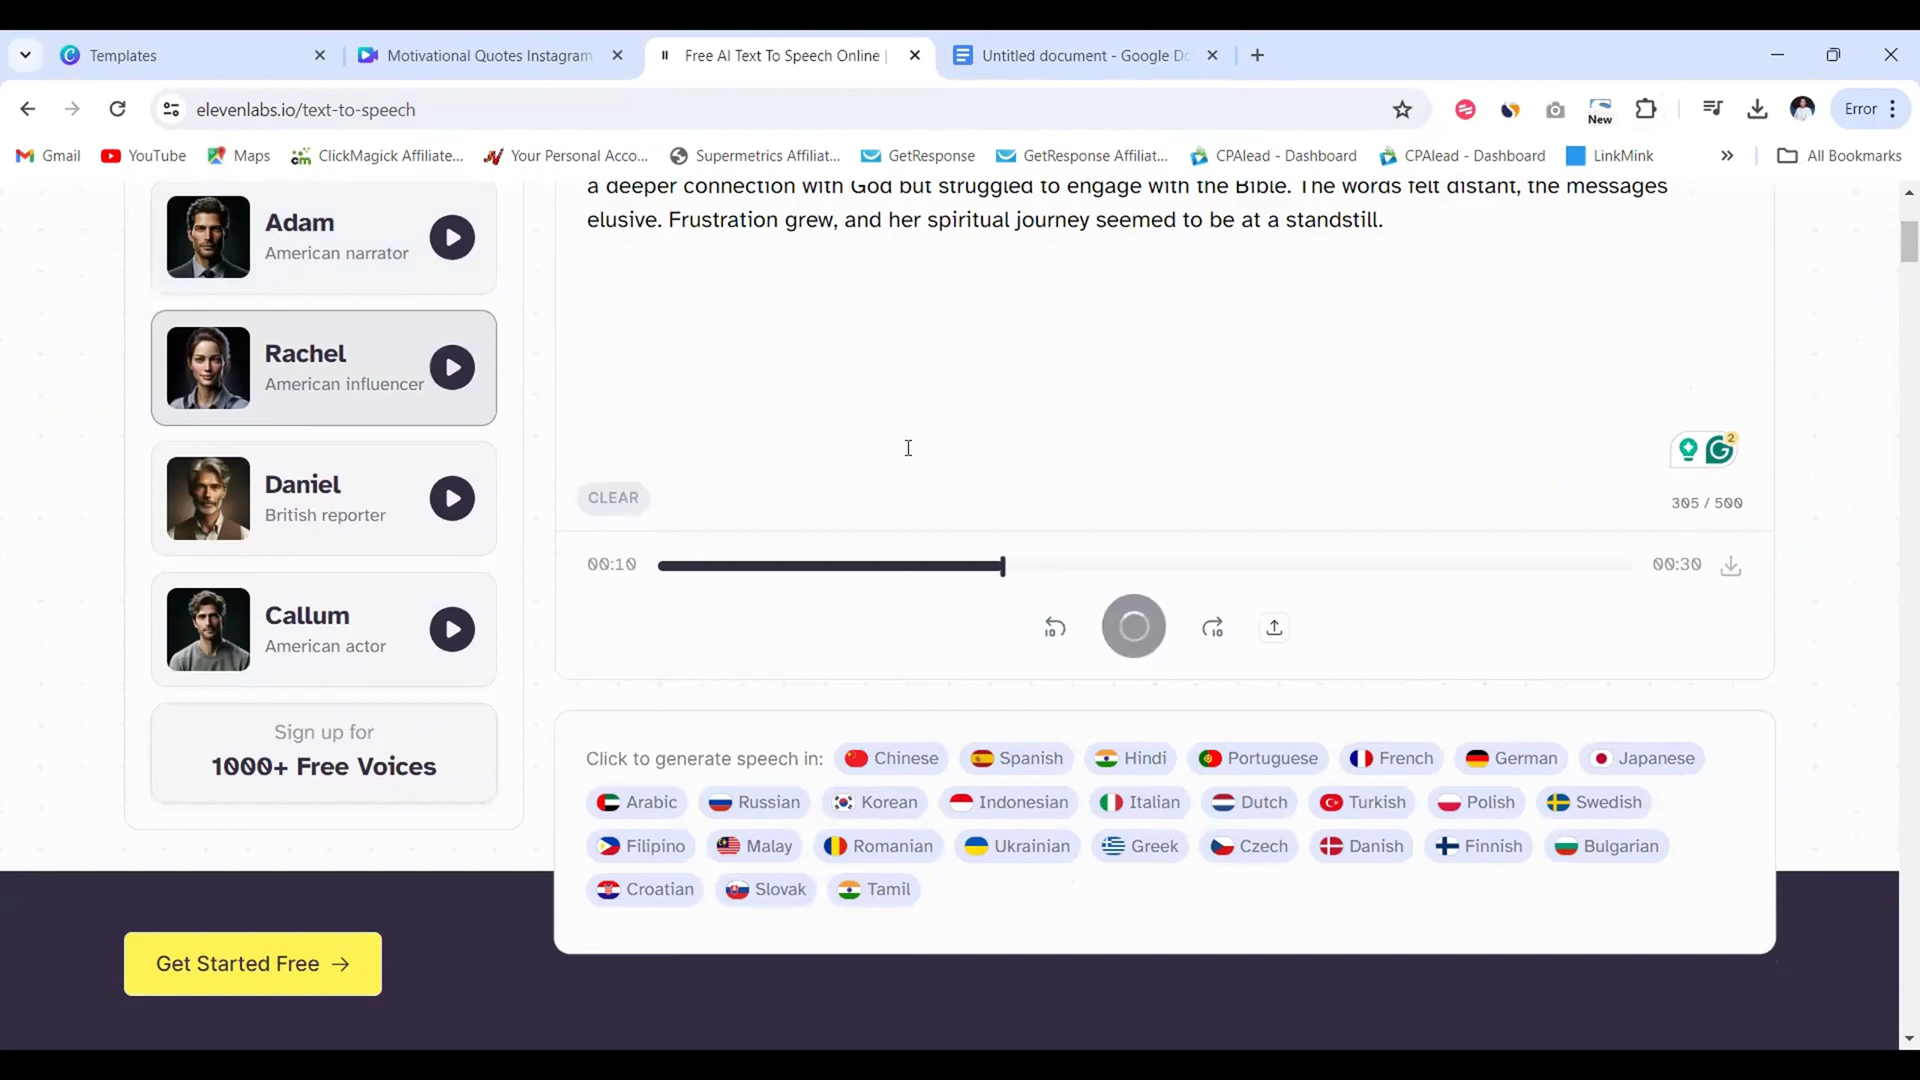 Templates
Motivational Quotes Instagram
Free AI Text To Speech Online |
Untitled document - Google Do
elevenlabs.io/text-to-speech
New
Error
Gmail
YouTube
Maps
cm ClickMagick Affiliate...
Your Personal Acco...
Supermetrics Affiliat...
GetResponse
GetResponse Affiliat...
CPAlead - Dashboard
CPAlead - Dashboard
LinkMink
All Bookmarks
a deeper connection with God but struggled to engage with the Bible. The words felt distant, the messages
elusive. Frustration grew, and her spiritual journey seemed to be at a standstill.
Adam
American narrator
Rachel
American influencer
Daniel
British reporter
Callum
American actor
Sign up for
1000+ Free Voices
2
CLEAR
305 / 500
00:10
00:30
10
10
Click to generate speech in: Chinese Spanish Hindi Portuguese French German Japanese
Arabic Russian Korean Indonesian Italian Dutch Turkish Polish Swedish
Filipino Malay Romanian Ukrainian Greek Czech Danish Finnish Bulgarian
Croatian Slovak Tamil
Get Started Free →